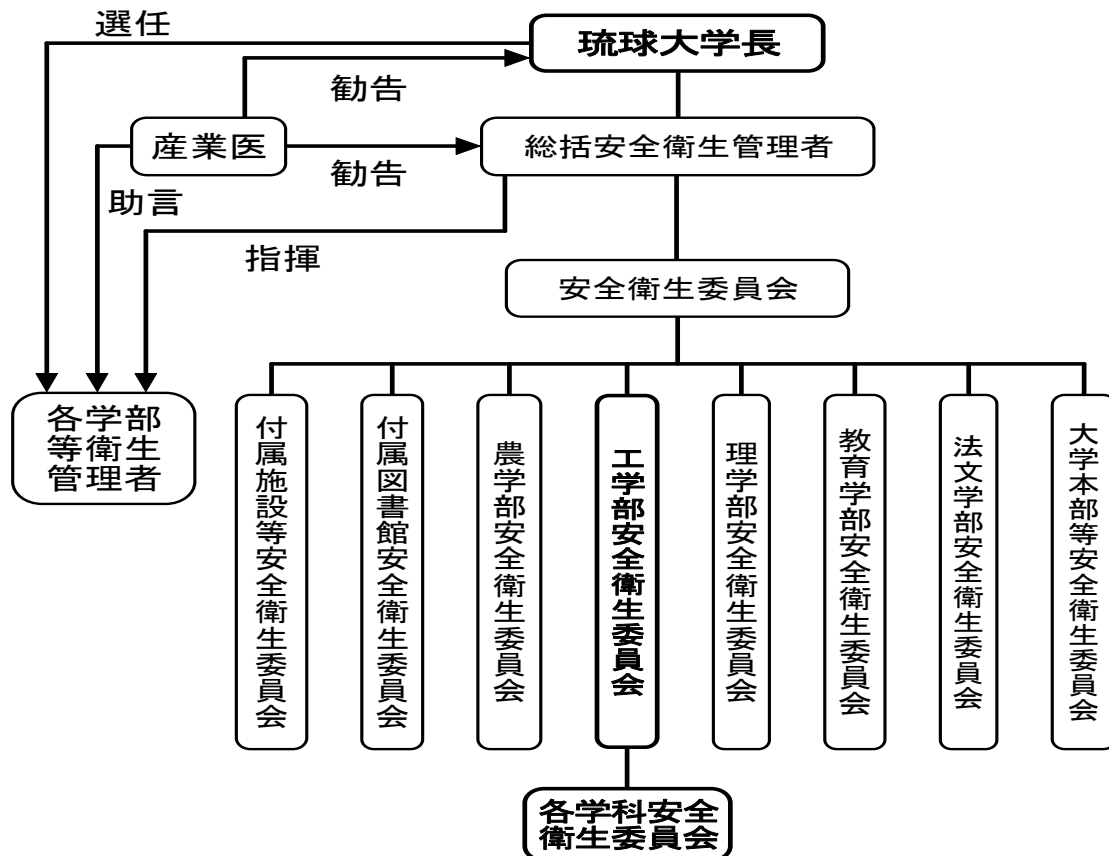 選任
琉球大学長
勧告
産業医
総括安全衛生管理者
勧告
助言
指揮
安全衛生委員会
各学部
等衛生
管理者
付属施設等安全衛生委員会
付属図書館安全衛生委員会
農学部安全衛生委員会
工学部安全衛生委員会
理学部安全衛生委員会
教育学部安全衛生委員会
法文学部安全衛生委員会
大学本部等安全衛生委員会
各学科安全
衛生委員会